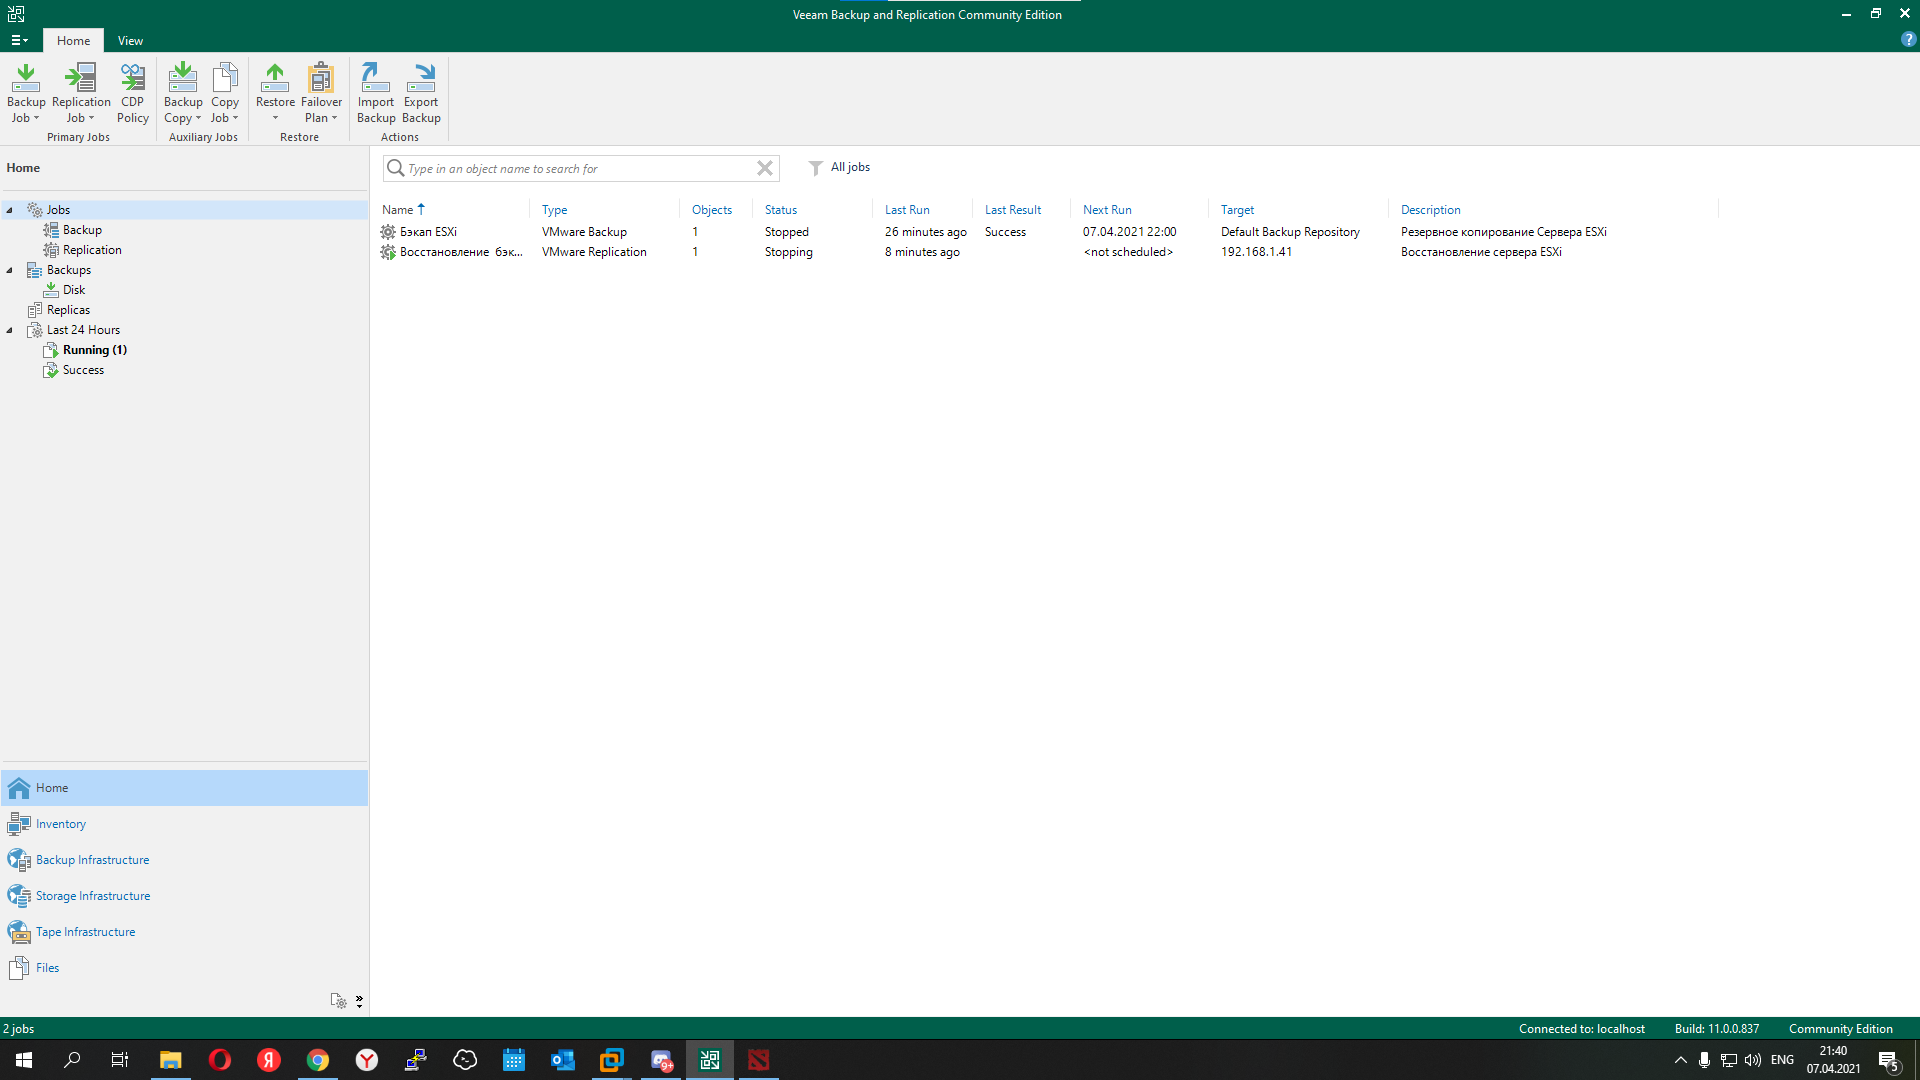 Veeam Backup and Replication Community Edition
Home View
Backup Job
Replication Job
CDP Policy
Primary Jobs
Backup Copy
Copy Job
Auxiliary Jobs
Restore
Failover Plan
Restore
Import Backup
Export Backup
Actions
Home
Type in an object name to search for
All jobs
Jobs
Backup
Replication
Backups
Disk
Replicas
Last 24 Hours
Running (1)
Success
Name Type Objects Status Last Run Last Result Next Run Target Description
Бэкап ESXi VMware Backup 1 Stopped 26 minutes ago Success 07.04.2021 22:00 Default Backup Repository Резервное копирование Сервера ESXi
Восстановление бэк... VMware Replication 1 Stopping 8 minutes ago <not scheduled> 192.168.1.41 Восстановление сервера ESXi
Home
Inventory
Backup Infrastructure
Storage Infrastructure
Tape Infrastructure
Files
2 jobs
Connected to: localhost Build: 11.0.0.837 Community Edition
9+
ENG
21:40
07.04.2021
5